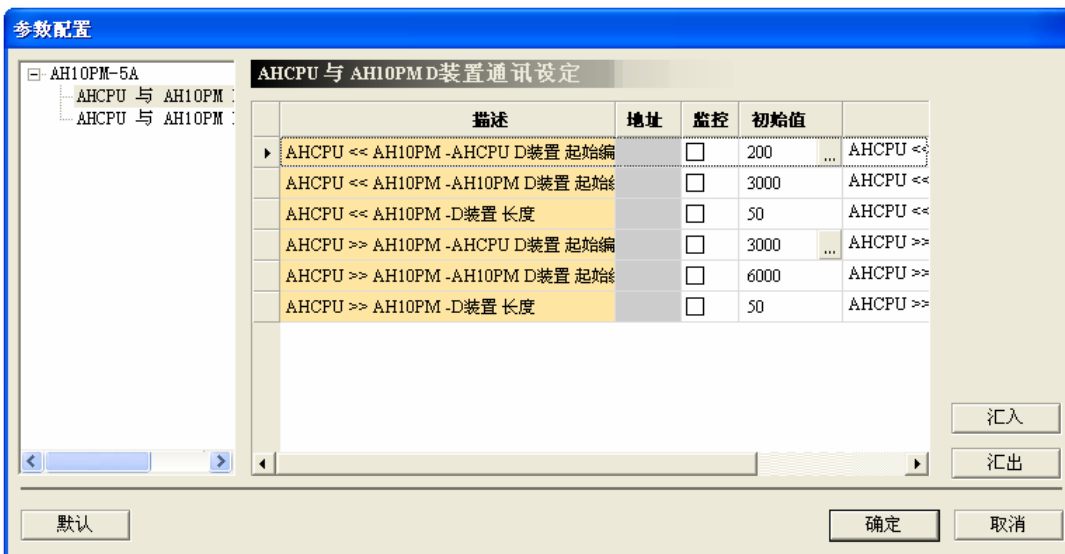 参数配置
AH10PM-5A
AHCPU 与 AH10PM
AHCPU 与 AH10PM
AHCPU 与 AH10PM D装置通讯设定
描述 地址 监控 初始值
AHCPU << AH10PM -AHCPU D装置 起始编 200 ... AHCPU <<
AHCPU << AH10PM -AH10PM D装置 起始 3000 AHCPU <<
AHCPU << AH10PM -D装置 长度 50 AHCPU <<
AHCPU >> AH10PM -AHCPU D装置 起始编 3000 ... AHCPU >>
AHCPU >> AH10PM -AH10PM D装置 起始 6000 AHCPU >>
AHCPU >> AH10PM -D装置 长度 50 AHCPU >>
汇入
汇出
默认 确定 取消